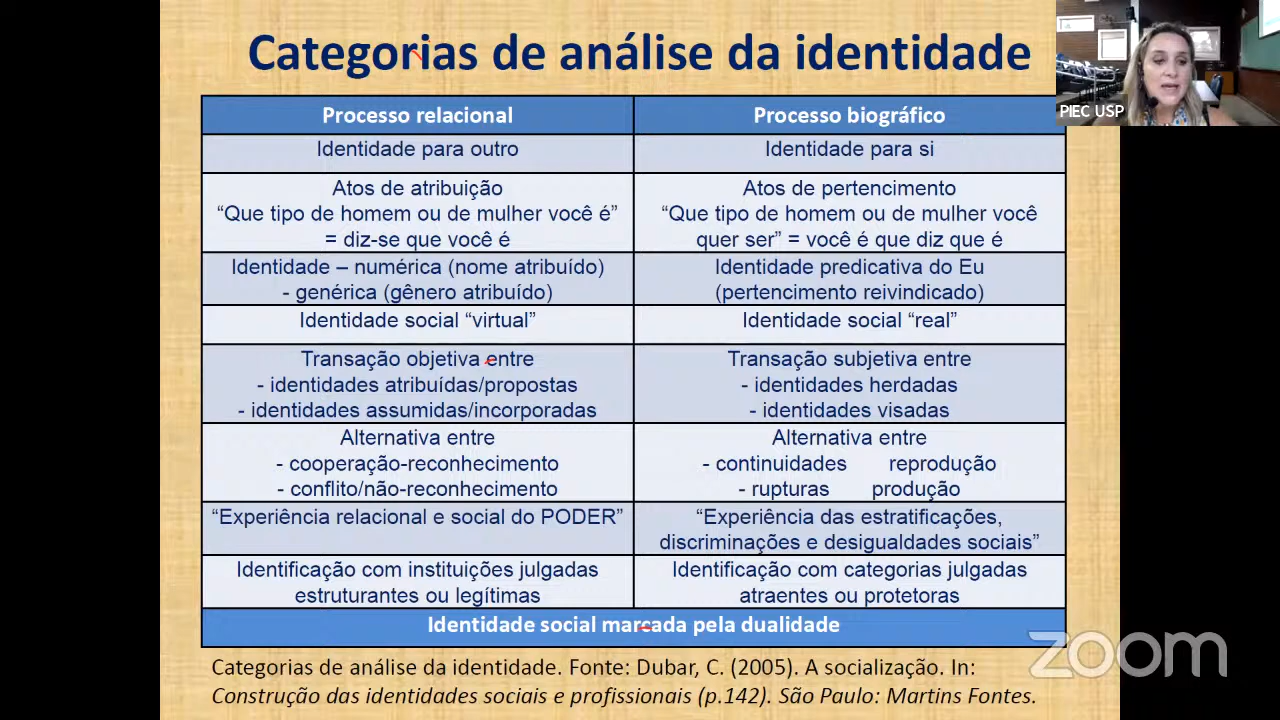 Categorias de análise da identidade
PIEC USP
Processo relacional
Processo biográfico
Identidade para outro
Identidade para si
Atos de atribuição
“Que tipo de homem ou de mulher você é”
= diz-se que você é
Atos de pertencimento
“Que tipo de homem ou de mulher você
quer ser” = você é que diz que é
Identidade – numérica (nome atribuído)
- genérica (gênero atribuído)
Identidade predicativa do Eu
(pertencimento reivindicado)
Identidade social “virtual”
Identidade social “real”
Transação objetiva entre
- identidades atribuídas/propostas
- identidades assumidas/incorporadas
Transação subjetiva entre
- identidades herdadas
- identidades visadas
Alternativa entre
- cooperação-reconhecimento
- conflito/não-reconhecimento
Alternativa entre
- continuidades reprodução
- rupturas produção
“Experiência relacional e social do PODER”
“Experiência das estratificações,
discriminações e desigualdades sociais”
Identificação com instituições julgadas
estruturantes ou legítimas
Identificação com categorias julgadas
atraentes ou protetoras
Identidade social marcada pela dualidade
Categorias de análise da identidade. Fonte: Dubar, C. (2005). A socialização. In:
Construção das identidades sociais e profissionais (p.142). São Paulo: Martins Fontes.
zoom